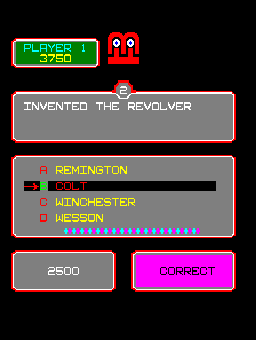 PLAYER 1
3750
2
INVENTED THE REVOLVER
A REMINGTON
B COLT
C WINCHESTER
D WESSON
2500
CORRECT